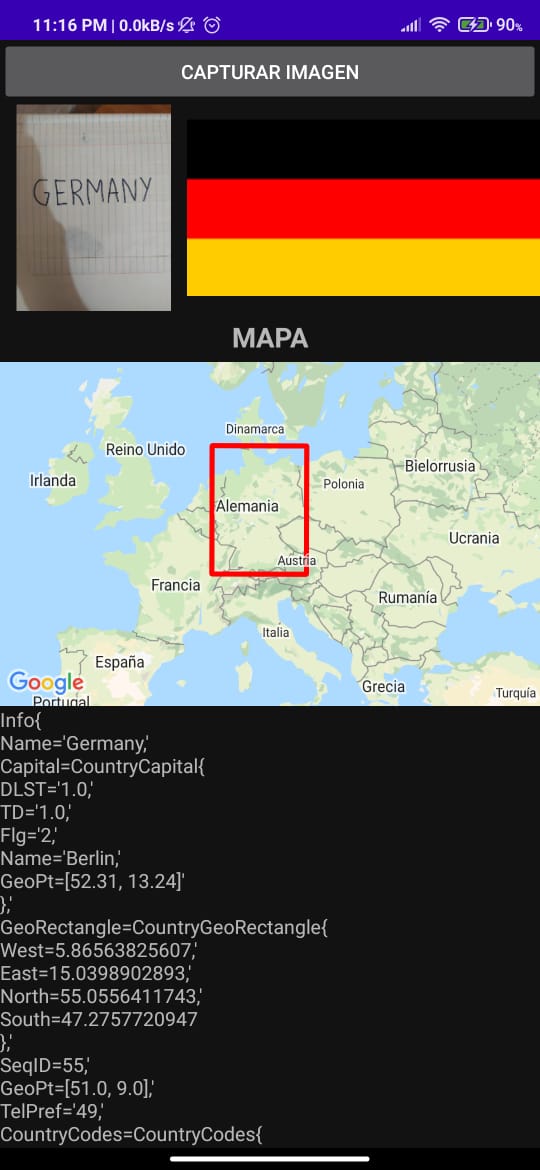 11:16 PM | 0.0kB/s 90%
CAPTURAR IMAGEN
GERMANY
MAPA
Dinamarca
Reino Unido
Irlanda
Bielorrusia
Polonia
Alemania
Ucrania
Austria
Francia
Rumanía
Italia
España
Google
Grecia
Turquía
Portugal
Info{
Name='Germany,'
Capital=CountryCapital{
DLST='1.0,'
TD='1.0,'
Flg='2,'
Name='Berlin,'
GeoPt=[52.31, 13.24]'
},'
GeoRectangle=CountryGeoRectangle{
West=5.86563825607,'
East=15.0398902893,'
North=55.0556411743,'
South=47.2757720947
},'
SeqID=55,'
GeoPt=[51.0, 9.0],'
TelPref='49,'
CountryCodes=CountryCodes{